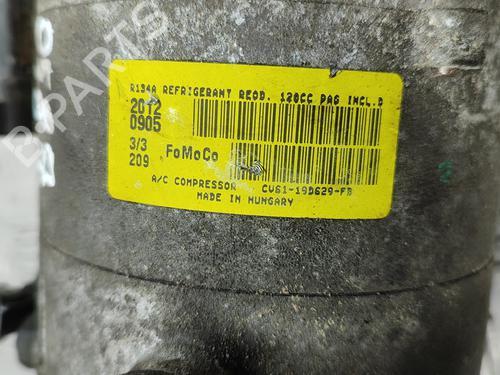 R134A REFRIGERANT REQD. 120CC PAG INCL.D
2012
0905
3/3
209
FoMoCo
A/C COMPRESSOR CV61-19D629-FB
MADE IN HUNGARY
B-PARTS